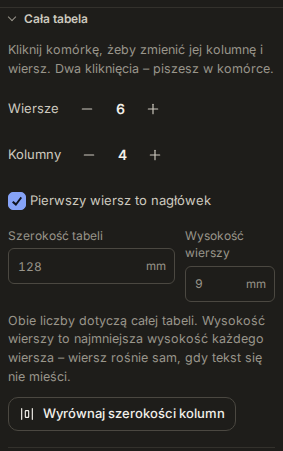 Cała tabela
Kliknij komórkę, żeby zmienić jej kolumnę i
wiersz. Dwa kliknięcia – piszesz w komórce.
Wiersze − 6 +
Kolumny − 4 +
Pierwszy wiersz to nagłówek
Szerokość tabeli
128 mm
Wysokość
wierszy
9 mm
Obie liczby dotyczą całej tabeli. Wysokość
wierszy to najmniejsza wysokość każdego
wiersza – wiersz rośnie sam, gdy tekst się
nie mieści.
Wyrównaj szerokości kolumn